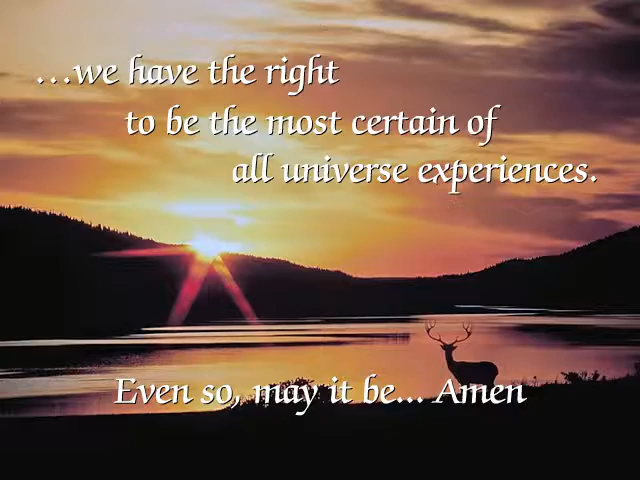 ...we have the right
to be the most certain of
all universe experiences.
Even so, may it be... Amen